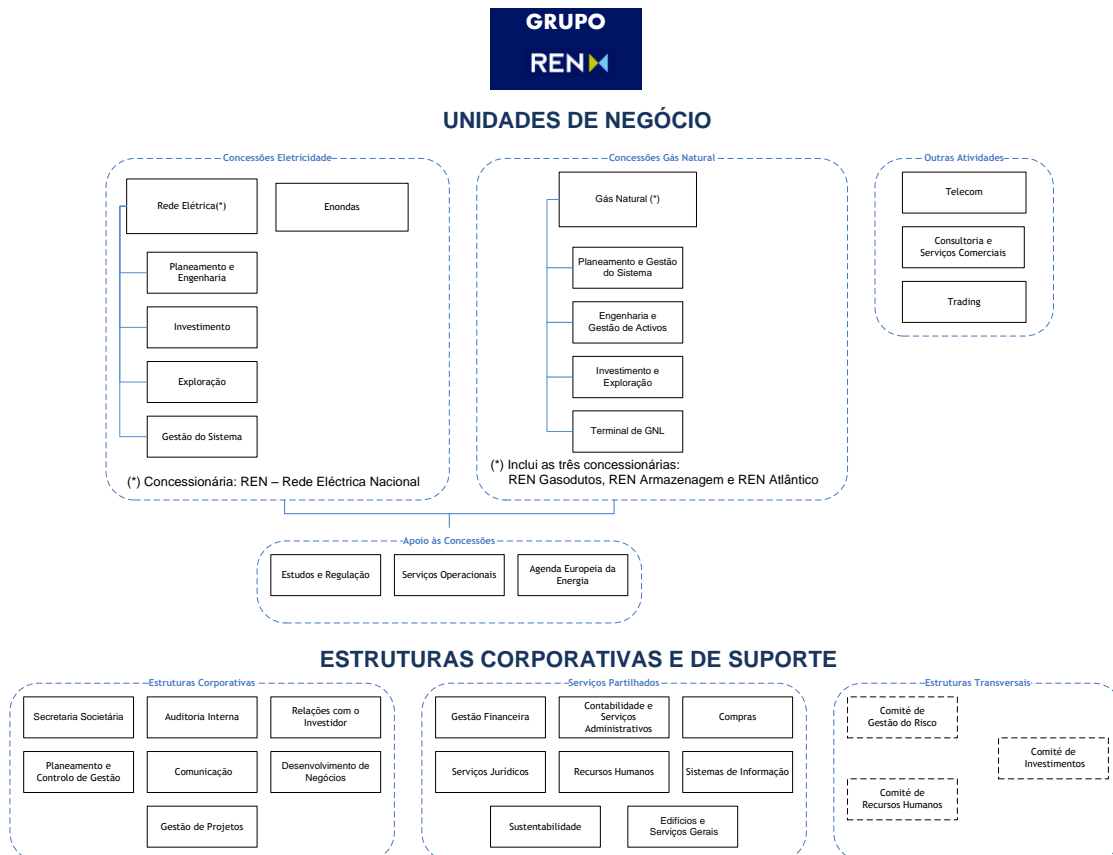 GRUPO
REN
UNIDADES DE NEGÓCIO
Concessões Eletricidade
Rede Elétrica(*)
Enondas
Planeamento e
Engenharia
Investimento
Exploração
Gestão do Sistema
(*) Concessionária: REN – Rede Eléctrica Nacional
Concessões Gás Natural
Gás Natural (*)
Planeamento e Gestão
do Sistema
Engenharia e
Gestão de Activos
Investimento e
Exploração
Terminal de GNL
(*) Inclui as três concessionárias:
REN Gasodutos, REN Armazenagem e REN Atlântico
Outras Atividades
Telecom
Consultoria e
Serviços Comerciais
Trading
Apoio às Concessões
Estudos e Regulação
Serviços Operacionais
Agenda Europeia da
Energia
ESTRUTURAS CORPORATIVAS E DE SUPORTE
Estruturas Corporativas
Secretaria Societária
Auditoria Interna
Relações com o
Investidor
Planeamento e
Controlo de Gestão
Comunicação
Desenvolvimento de
Negócios
Gestão de Projetos
Serviços Partilhados
Gestão Financeira
Contabilidade e
Serviços
Administrativos
Compras
Serviços Jurídicos
Recursos Humanos
Sistemas de Informação
Sustentabilidade
Edifícios e
Serviços Gerais
Estruturas Transversais
Comité de
Gestão do Risco
Comité de
Investimentos
Comité de
Recursos Humanos